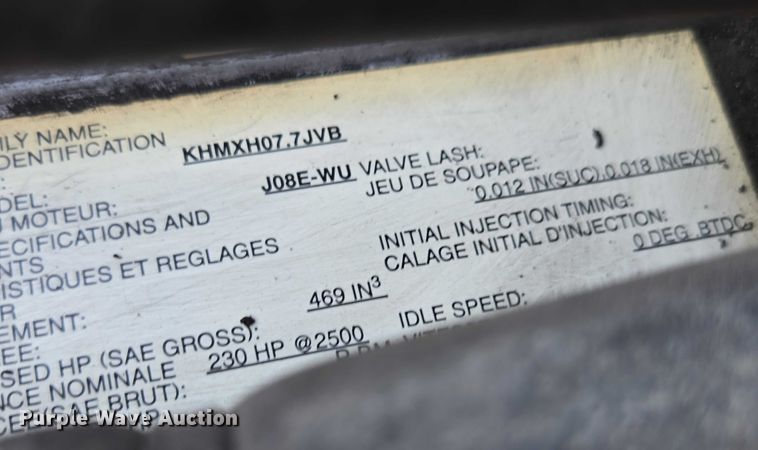 ILY NAME:
DENTIFICATION KHMXH07.7JVB
DEL: J08E-WU VALVE LASH:
MOTEUR: JEU DE SOUPAPE: 0.012 IN(SUC).0.018 IN(EXH)
ECIFICATIONS AND
NTS INITIAL INJECTION TIMING:
ISTIQUES ET REGLAGES CALAGE INITIAL D'INJECTION: 0 DEG .BTDC
R
EMENT: 469 IN³
EE: IDLE SPEED:
SED HP (SAE GROSS): 230 HP @2500
NCE NOMINALE
SAE BRUT):
Purple Wave Auction